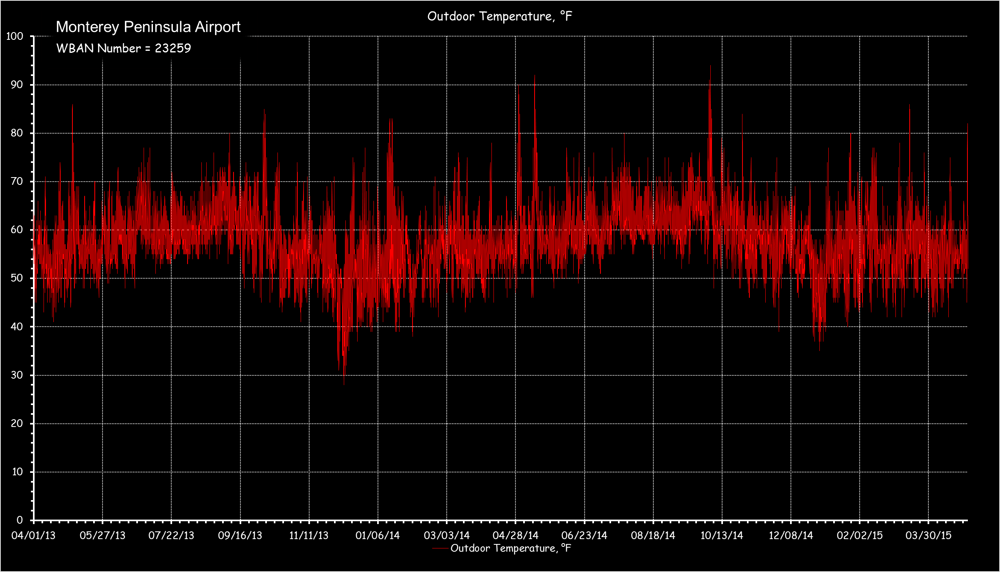 Outdoor Temperature, °F
Monterey Peninsula Airport
WBAN Number = 23259
100
90
80
70
60
50
40
30
20
10
0
04/01/13 05/27/13 07/22/13 09/16/13 11/11/13 01/06/14 03/03/14 04/28/14 06/23/14 08/18/14 10/13/14 12/08/14 02/02/15 03/30/15
Outdoor Temperature, °F